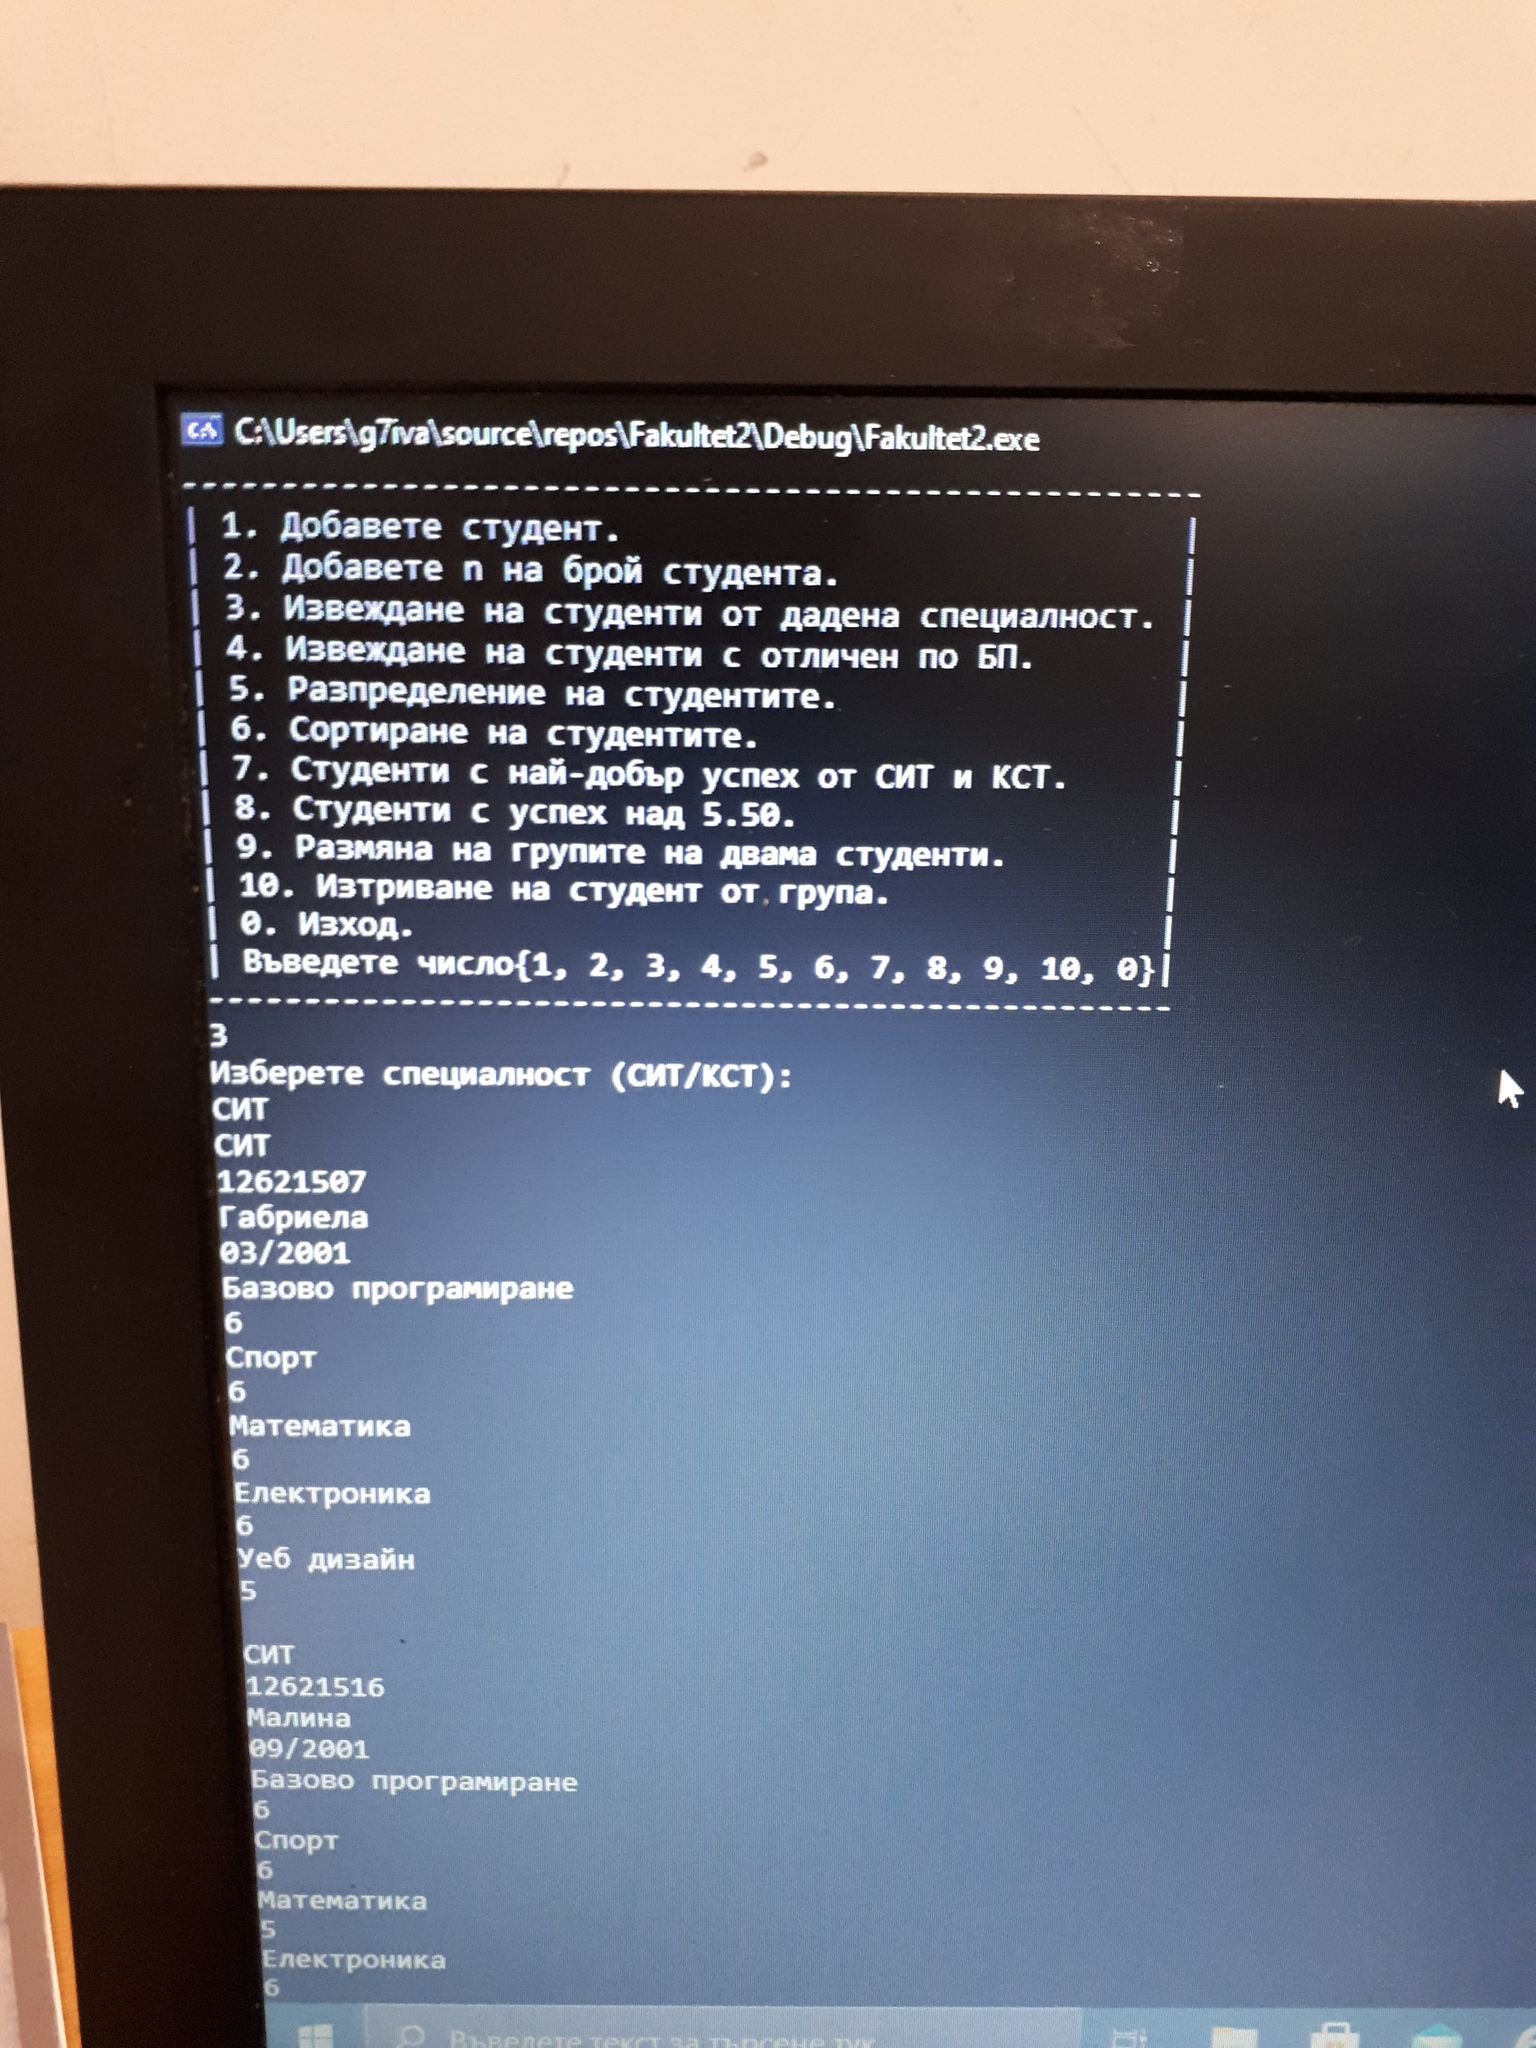 C:\Users\g7iva\source\repos\Fakultet2\Debug\Fakultet2.exe
-----------------------------------------------------
| 1. Добавете студент. |
| 2. Добавете n на брой студента. |
| 3. Извеждане на студенти от дадена специалност. |
| 4. Извеждане на студенти с отличен по БП. |
| 5. Разпределение на студентите. |
| 6. Сортиране на студентите. |
| 7. Студенти с най-добър успех от СИТ и КСТ. |
| 8. Студенти с успех над 5.50. |
| 9. Размяна на групите на двама студенти. |
| 10. Изтриване на студент от група. |
| 0. Изход. |
| Въведете число{1, 2, 3, 4, 5, 6, 7, 8, 9, 10, 0}|
-----------------------------------------------------
3
Изберете специалност (СИТ/КСТ):
СИТ
СИТ
12621507
Габриела
03/2001
Базово програмиране
6
Спорт
6
Математика
6
Електроника
6
Уеб дизайн
5
СИТ
12621516
Малина
09/2001
Базово програмиране
6
Спорт
6
Математика
5
Електроника
6
Въведете текст за търсене тук